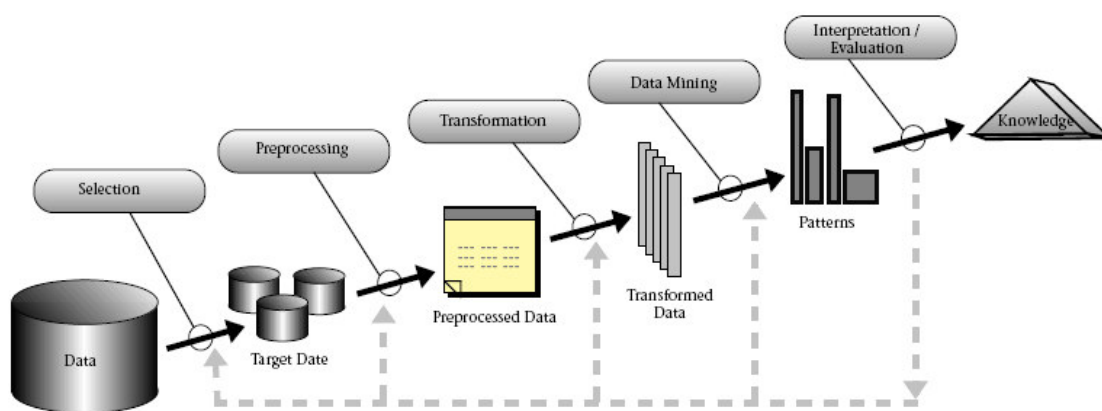 Interpretation /
Evaluation
Data Mining
Transformation
Preprocessing
Selection
Knowledge
Patterns
Transformed
Data
Preprocessed Data
Target Date
Data